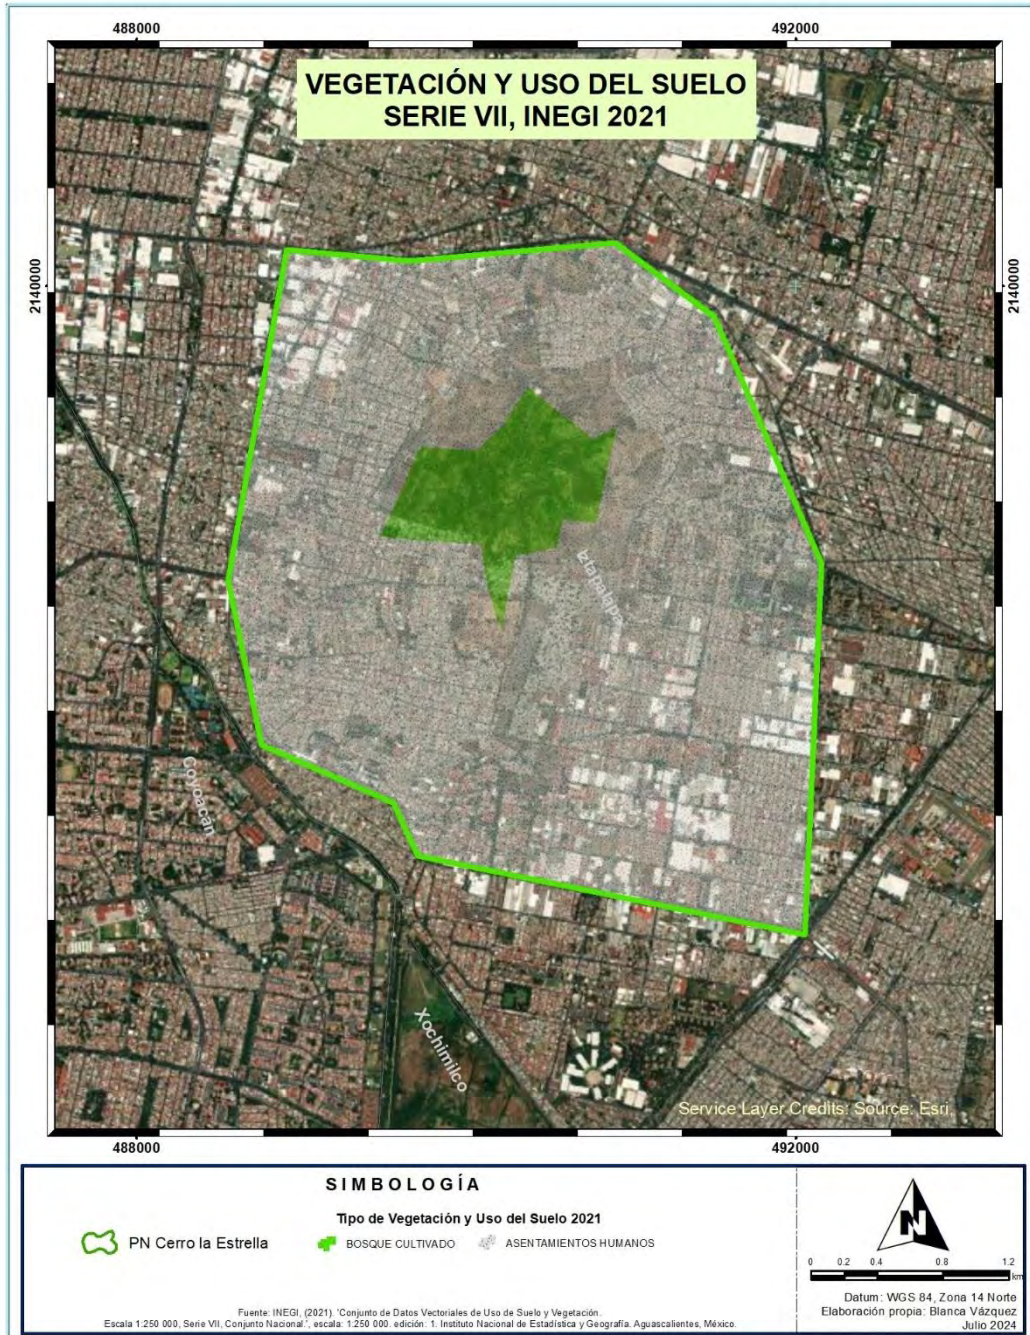 488000
492000
VEGETACIÓN Y USO DEL SUELO
SERIE VII, INEGI 2021
2140000
2140000
Iztapalapa
Coyoacán
Xochimilco
Service Layer Credits: Source: Esri,
488000
492000
SIMBOLOGÍA
Tipo de Vegetación y Uso del Suelo 2021
PN Cerro la Estrella
BOSQUE CULTIVADO
ASENTAMIENTOS HUMANOS
N
0 0.2 0.4 0.8 1.2
km
Datum: WGS 84, Zona 14 Norte
Elaboración propia: Blanca Vázquez
Julio 2024
Fuente: INEGI, (2021). 'Conjunto de Datos Vectoriales de Uso de Suelo y Vegetación.
Escala 1:250 000, Serie VII, Conjunto Nacional.', escala: 1:250 000. edición: 1. Instituto Nacional de Estadística y Geografía. Aguascalientes, México.